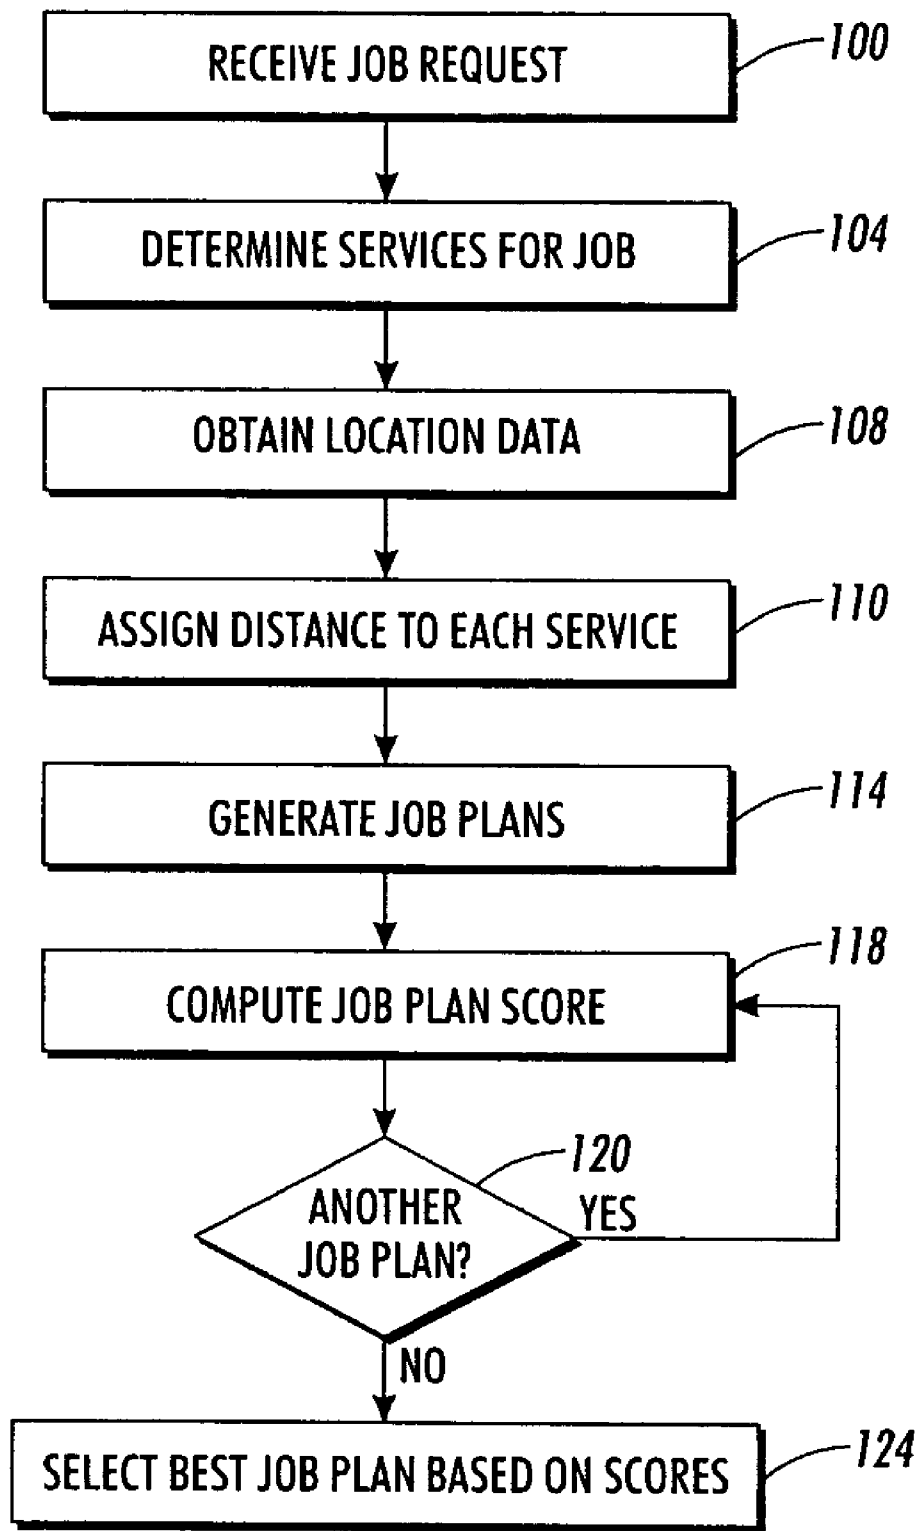 RECEIVE JOB REQUEST
100
DETERMINE SERVICES FOR JOB
104
OBTAIN LOCATION DATA
108
ASSIGN DISTANCE TO EACH SERVICE
110
GENERATE JOB PLANS
114
COMPUTE JOB PLAN SCORE
118
ANOTHER
JOB PLAN?
120
YES
NO
SELECT BEST JOB PLAN BASED ON SCORES
124